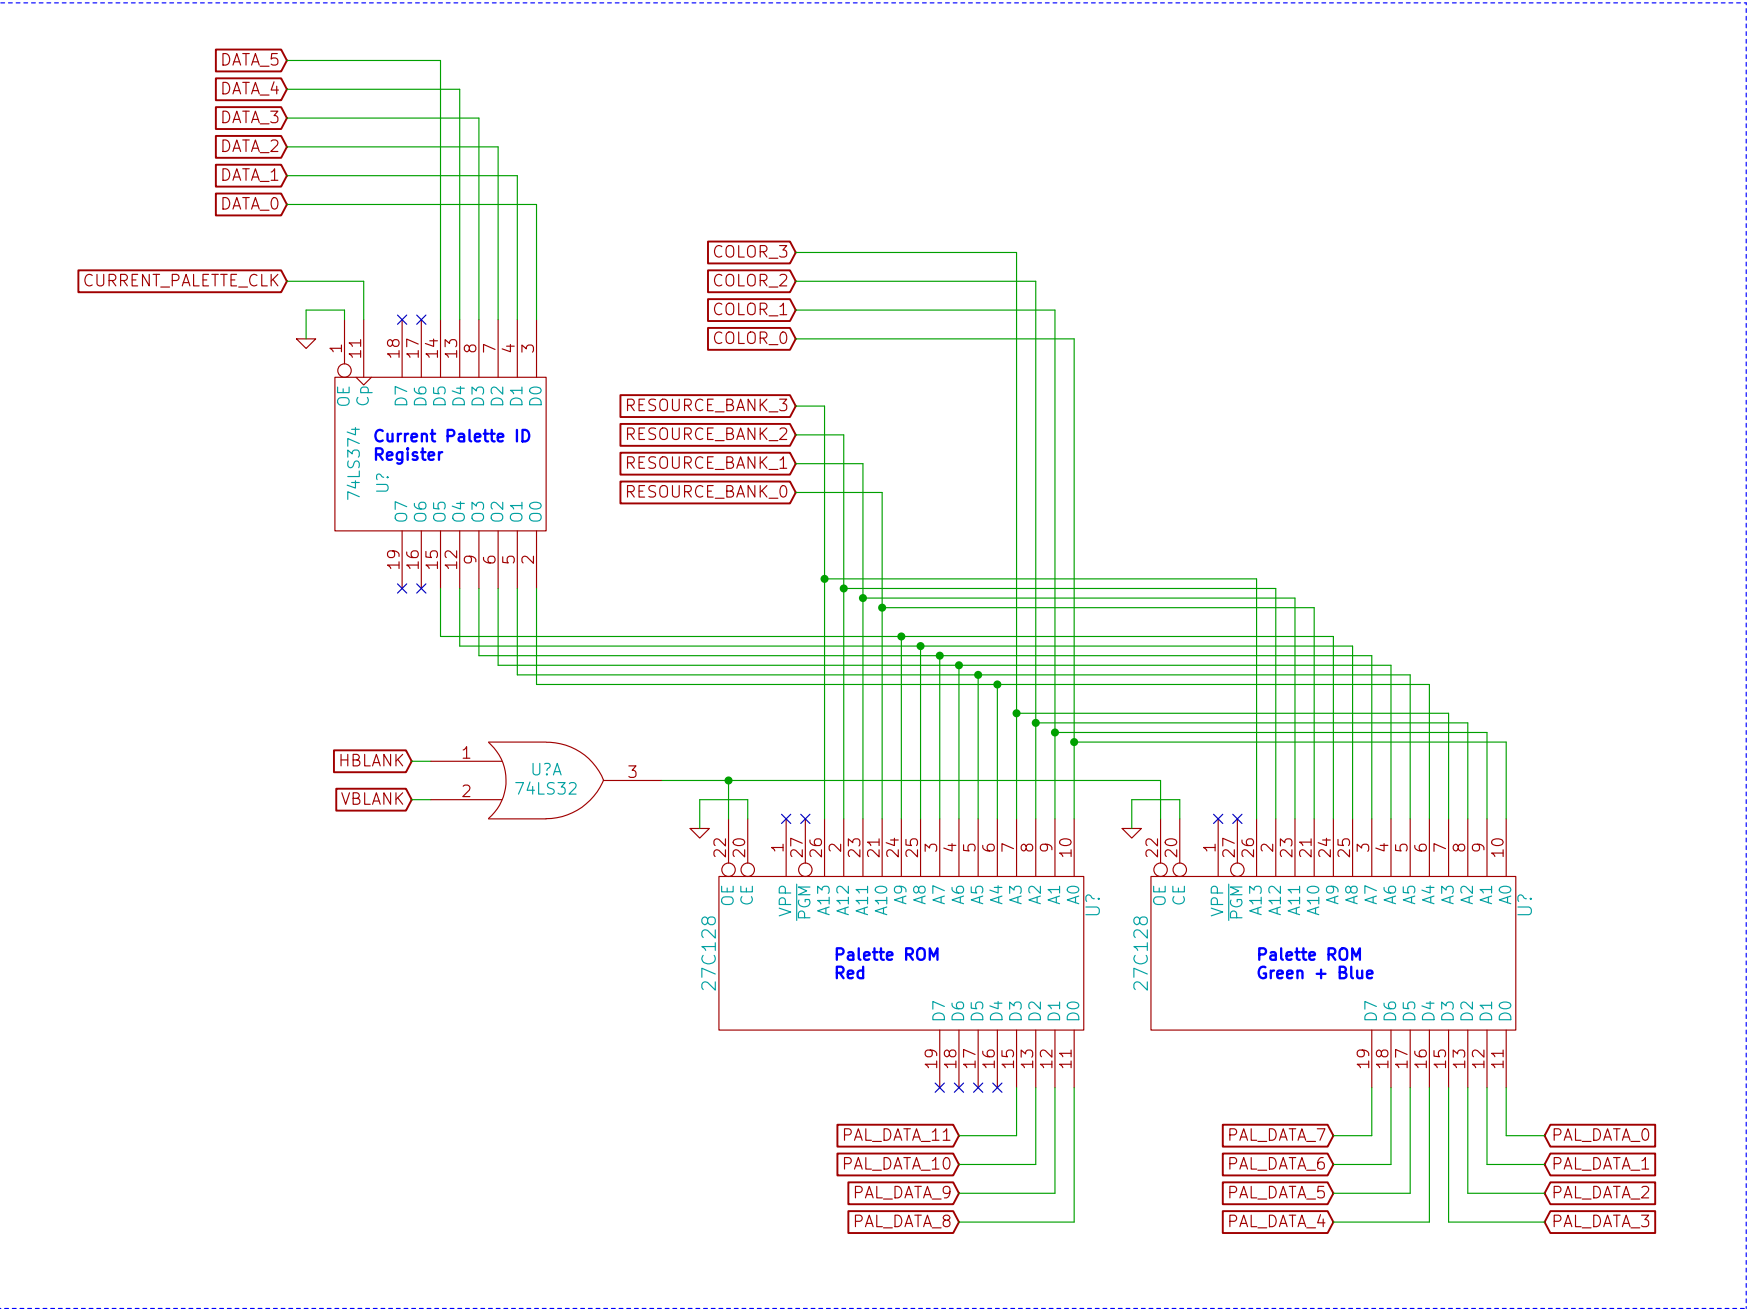 DATA_5
DATA_4
DATA_3
DATA_2
DATA_1
DATA_0
CURRENT_PALETTE_CLK
1 11 18 17 14 13 8 7 4 3
OE Cp D7 D6 D5 D4 D3 D2 D1 D0
74LS374
U?
Current Palette ID
Register
O7 O6 O5 O4 O3 O2 O1 O0
19 16 15 12 9 6 5 2
COLOR_3
COLOR_2
COLOR_1
COLOR_0
RESOURCE_BANK_3
RESOURCE_BANK_2
RESOURCE_BANK_1
RESOURCE_BANK_0
HBLANK
VBLANK
1
2
U?A
74LS32
3
22 20 1 27 26 2 23 21 24 25 3 4 5 6 7 8 9 10
OE CE VPP PGM A13 A12 A11 A10 A9 A8 A7 A6 A5 A4 A3 A2 A1 A0
U?
27C128
Palette ROM
Red
D7 D6 D5 D4 D3 D2 D1 D0
19 18 17 16 15 13 12 11
PAL_DATA_11
PAL_DATA_10
PAL_DATA_9
PAL_DATA_8
22 20 1 27 26 2 23 21 24 25 3 4 5 6 7 8 9 10
OE CE VPP PGM A13 A12 A11 A10 A9 A8 A7 A6 A5 A4 A3 A2 A1 A0
U?
27C128
Palette ROM
Green + Blue
D7 D6 D5 D4 D3 D2 D1 D0
19 18 17 16 15 13 12 11
PAL_DATA_7
PAL_DATA_6
PAL_DATA_5
PAL_DATA_4
PAL_DATA_0
PAL_DATA_1
PAL_DATA_2
PAL_DATA_3